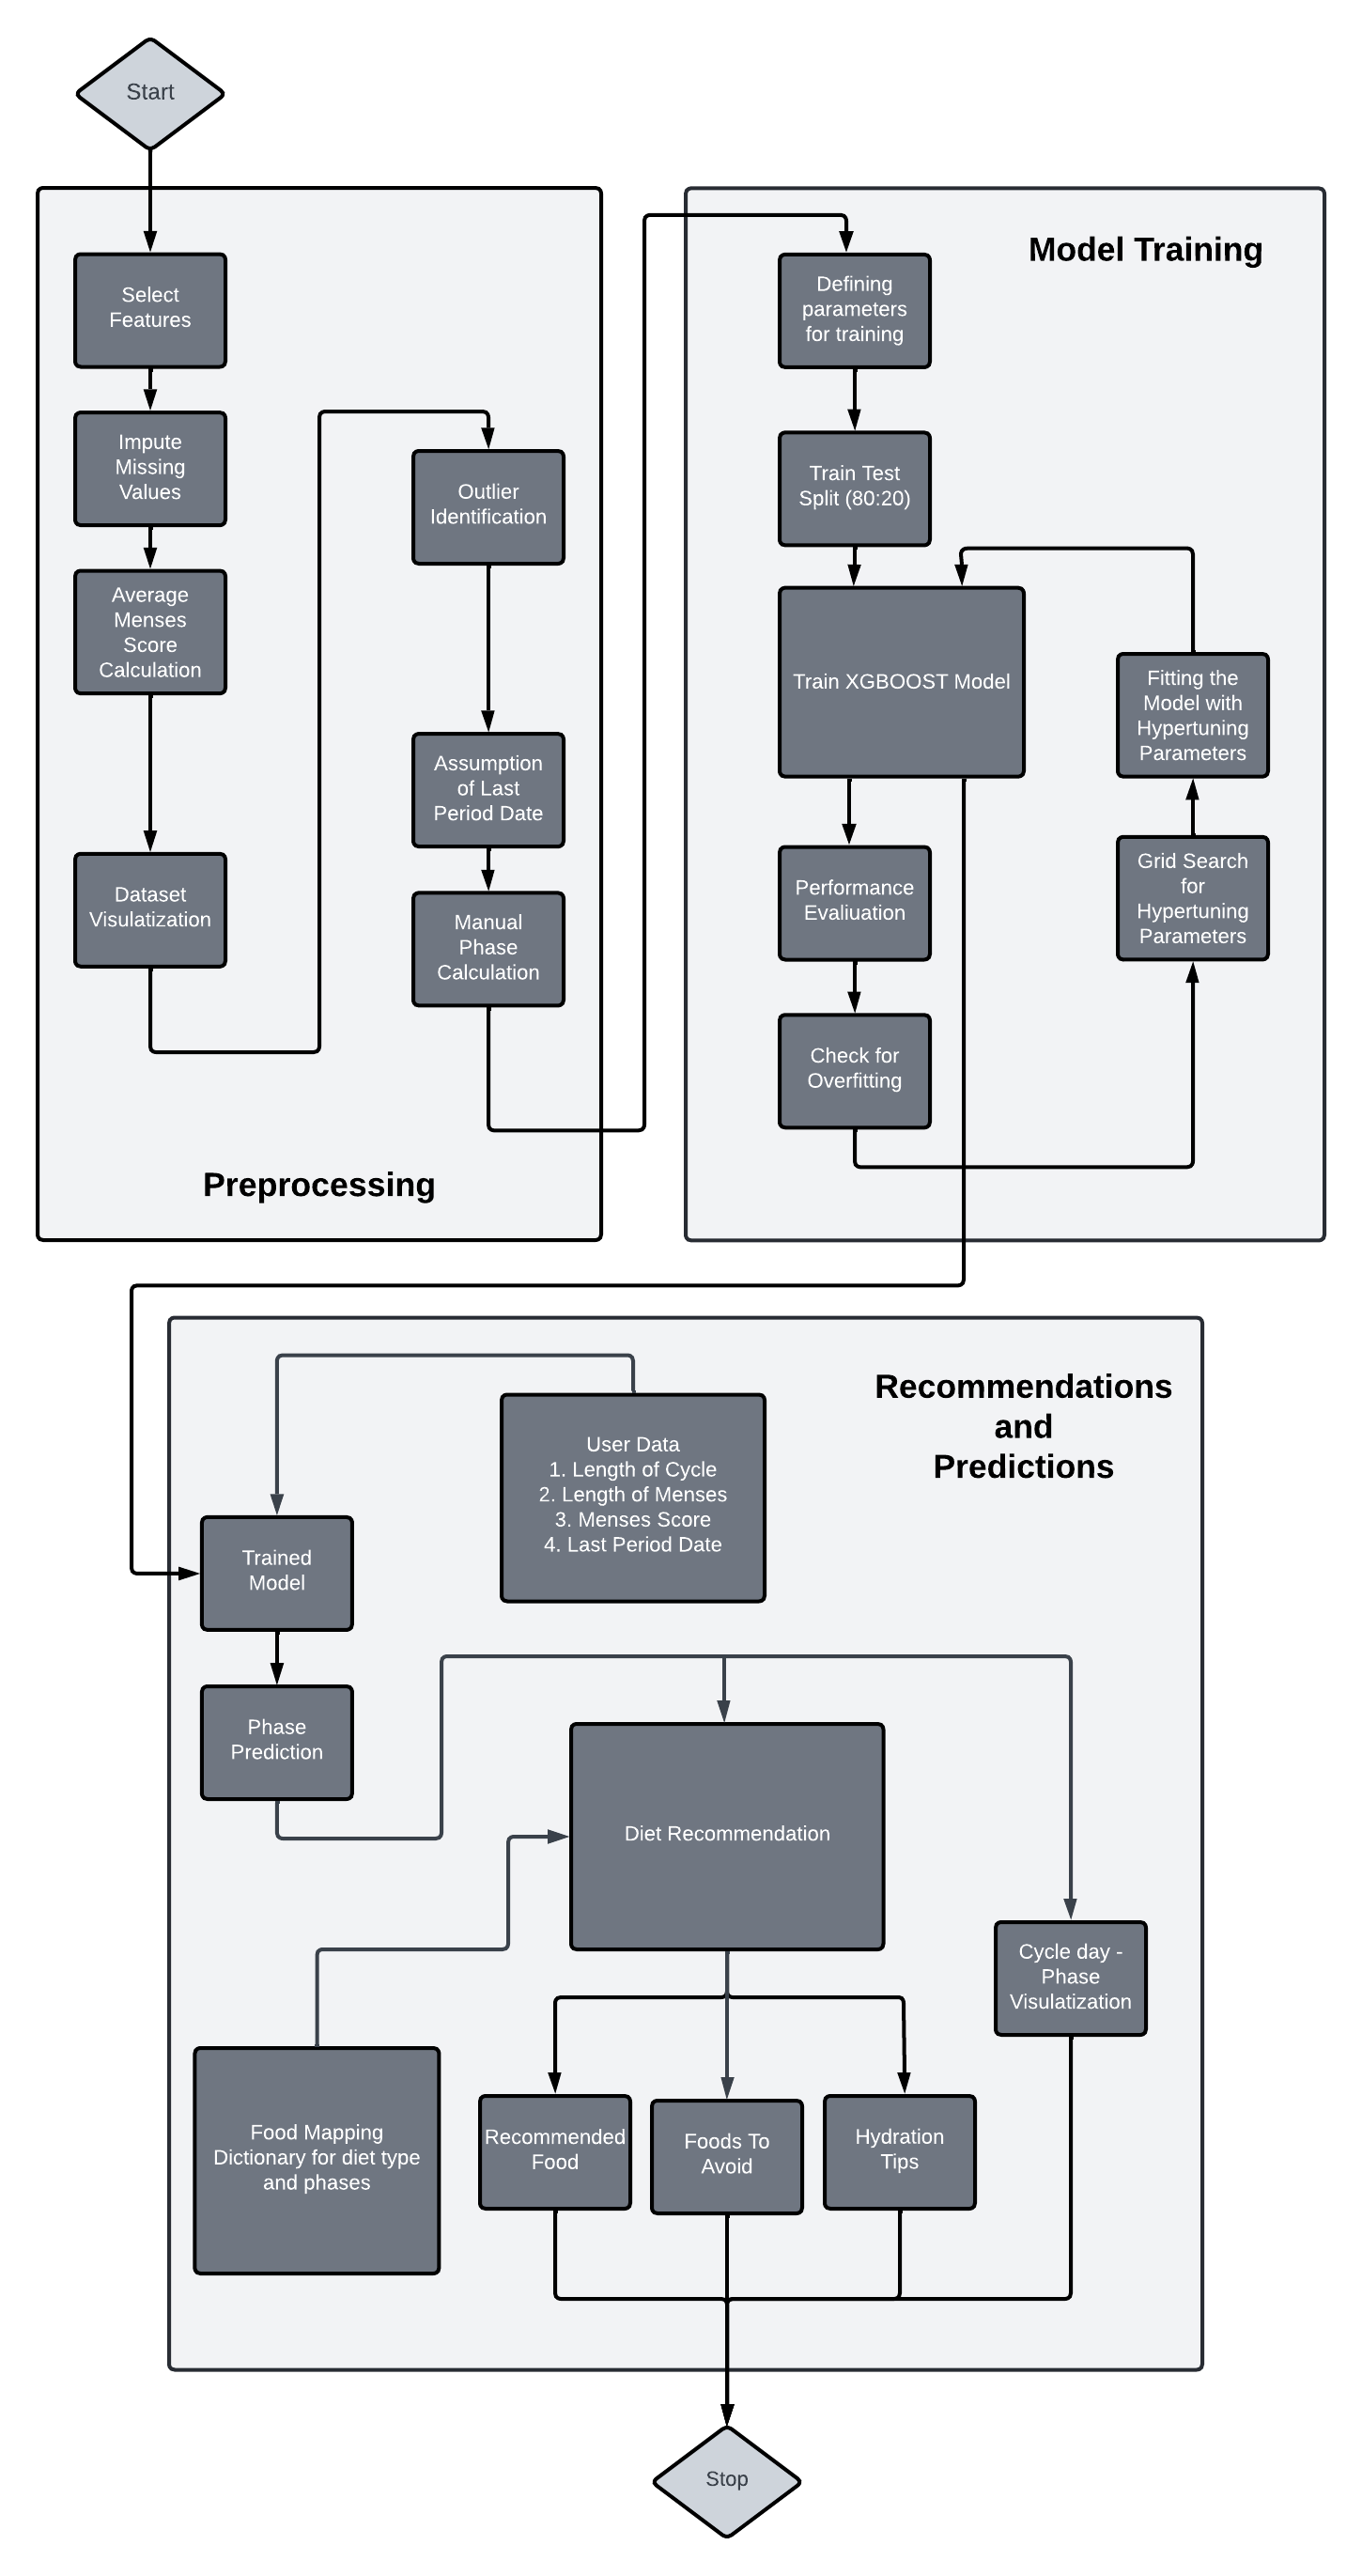 Start
Select
Features
Impute
Missing
Values
Average
Menses
Score
Calculation
Dataset
Visulatization
Outlier
Identification
Assumption
of Last
Period Date
Manual
Phase
Calculation
Preprocessing
Model Training
Defining
parameters
for training
Train Test
Split (80:20)
Train XGBOOST Model
Performance
Evaliuation
Check for
Overfitting
Fitting the
Model with
Hypertuning
Parameters
Grid Search
for
Hypertuning
Parameters
Recommendations
and
Predictions
User Data
1. Length of Cycle
2. Length of Menses
3. Menses Score
4. Last Period Date
Trained
Model
Phase
Prediction
Diet Recommendation
Cycle day -
Phase
Visulatization
Food Mapping
Dictionary for diet type
and phases
Recommended
Food
Foods To
Avoid
Hydration
Tips
Stop